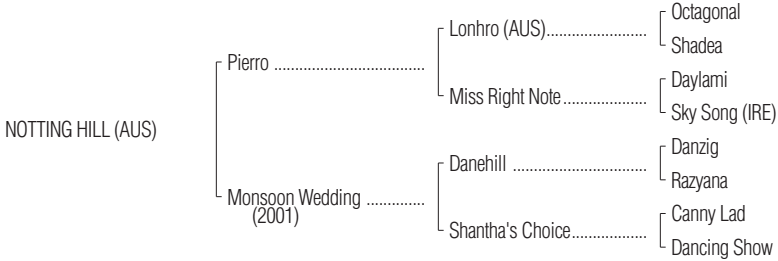 Octagonal
Lonhro (AUS)
Shadea
Pierro
Daylami
Miss Right Note
Sky Song (IRE)
NOTTING HILL (AUS)
Danzig
Danehill
Razyana
Monsoon Wedding
(2001)
Canny Lad
Shantha's Choice
Dancing Show